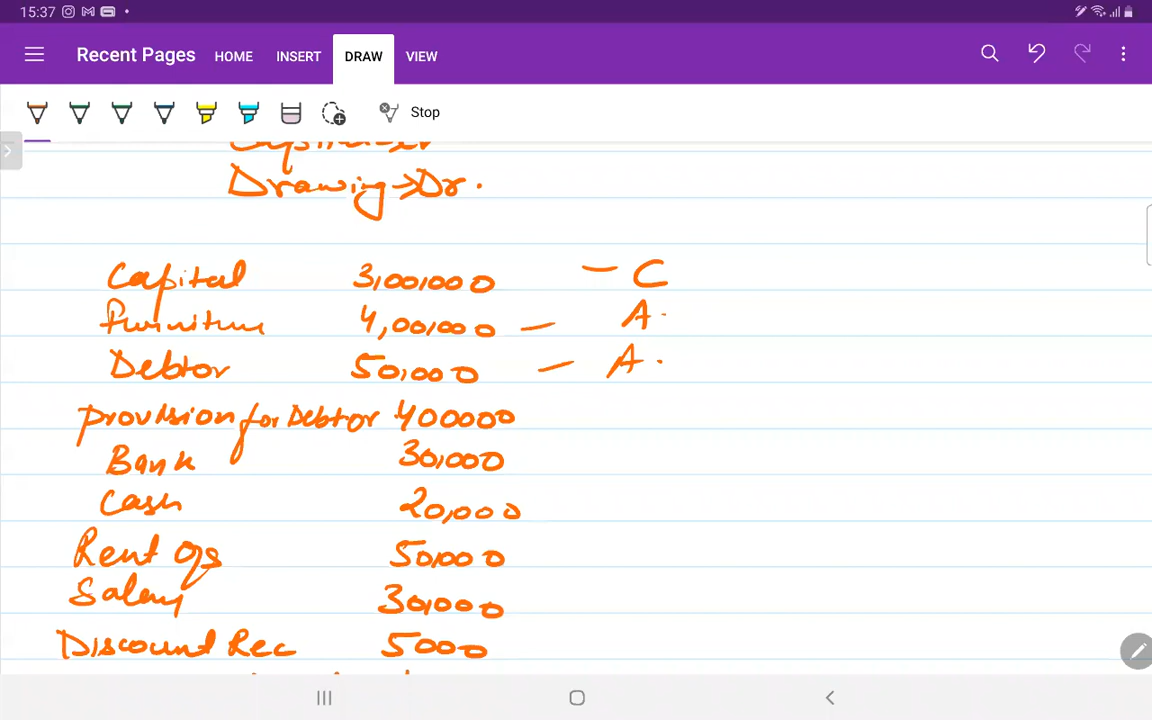 15:37
Recent Pages HOME INSERT DRAW VIEW
Stop
Drawing → Dr.
Capital 3,00,000 — C
Furniture 4,00,000 — A.
Debtor 50,000 — A.
Provision for Debtor 400000
Bank 30,000
Cash 20,000
Rent o/s 50,000
Salary 30,000
Discount Rec 5000